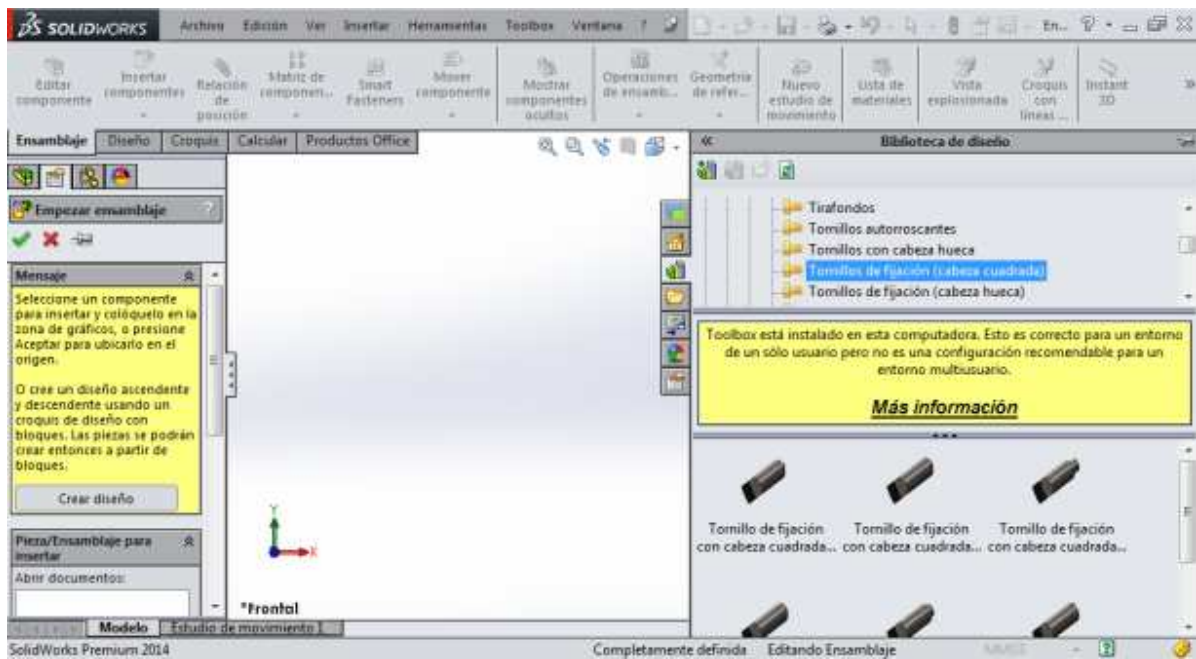 SOLIDWORKS Archivo Edición Ver Insertar Herramientas Toolbox Ventana ? En... ?
Editar componente
Insertar componentes
Relación de posición
Matriz de componen...
Smart Fasteners
Mover componente
Mostrar componentes ocultos
Operaciones de ensambl...
Geometría de refer...
Nuevo estudio de movimiento
Lista de materiales
Vista explosionada
Croquis con líneas ...
Instant 3D
Ensamblaje Diseño Croquis Calcular Productos Office
Empezar ensamblaje ?
Mensaje
Seleccione un componente
para insertar y colóquelo en la
zona de gráficos, o presione
Aceptar para ubicarlo en el
origen.
O cree un diseño ascendente
y descendente usando un
croquis de diseño con
bloques. Las piezas se podrán
crear entonces a partir de
bloques.
Crear diseño
Pieza/Ensamblaje para
insertar
Abrir documentos:
Y
X
*Frontal
Modelo Estudio de movimiento 1
Biblioteca de diseño
Tirafondos
Tornillos autorroscantes
Tornillos con cabeza hueca
Tornillos de fijación (cabeza cuadrada)
Tornillos de fijación (cabeza hueca)
Toolbox está instalado en esta computadora. Esto es correcto para un entorno
de un sólo usuario pero no es una configuración recomendable para un
entorno multiusuario.
Más información
Tornillo de fijación
con cabeza cuadrada...
Tornillo de fijación
con cabeza cuadrada...
Tornillo de fijación
con cabeza cuadrada...
SolidWorks Premium 2014 Completamente definida Editando Ensamblaje